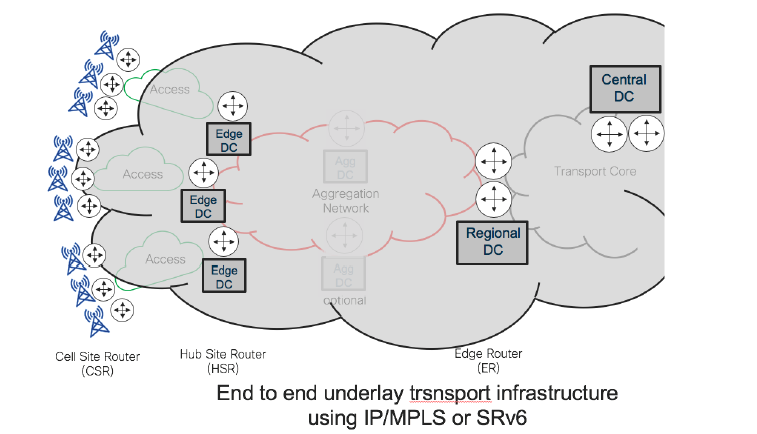 Central
DC
Access
Edge
DC
Agg
DC
Transport Core
Access
Aggregation
Network
Edge
DC
Regional
DC
Access
Edge
DC
Agg
DC
optional
Cell Site Router
(CSR)
Hub Site Router
(HSR)
Edge Router
(ER)
End to end underlay trsnsport infrastructure
using IP/MPLS or SRv6